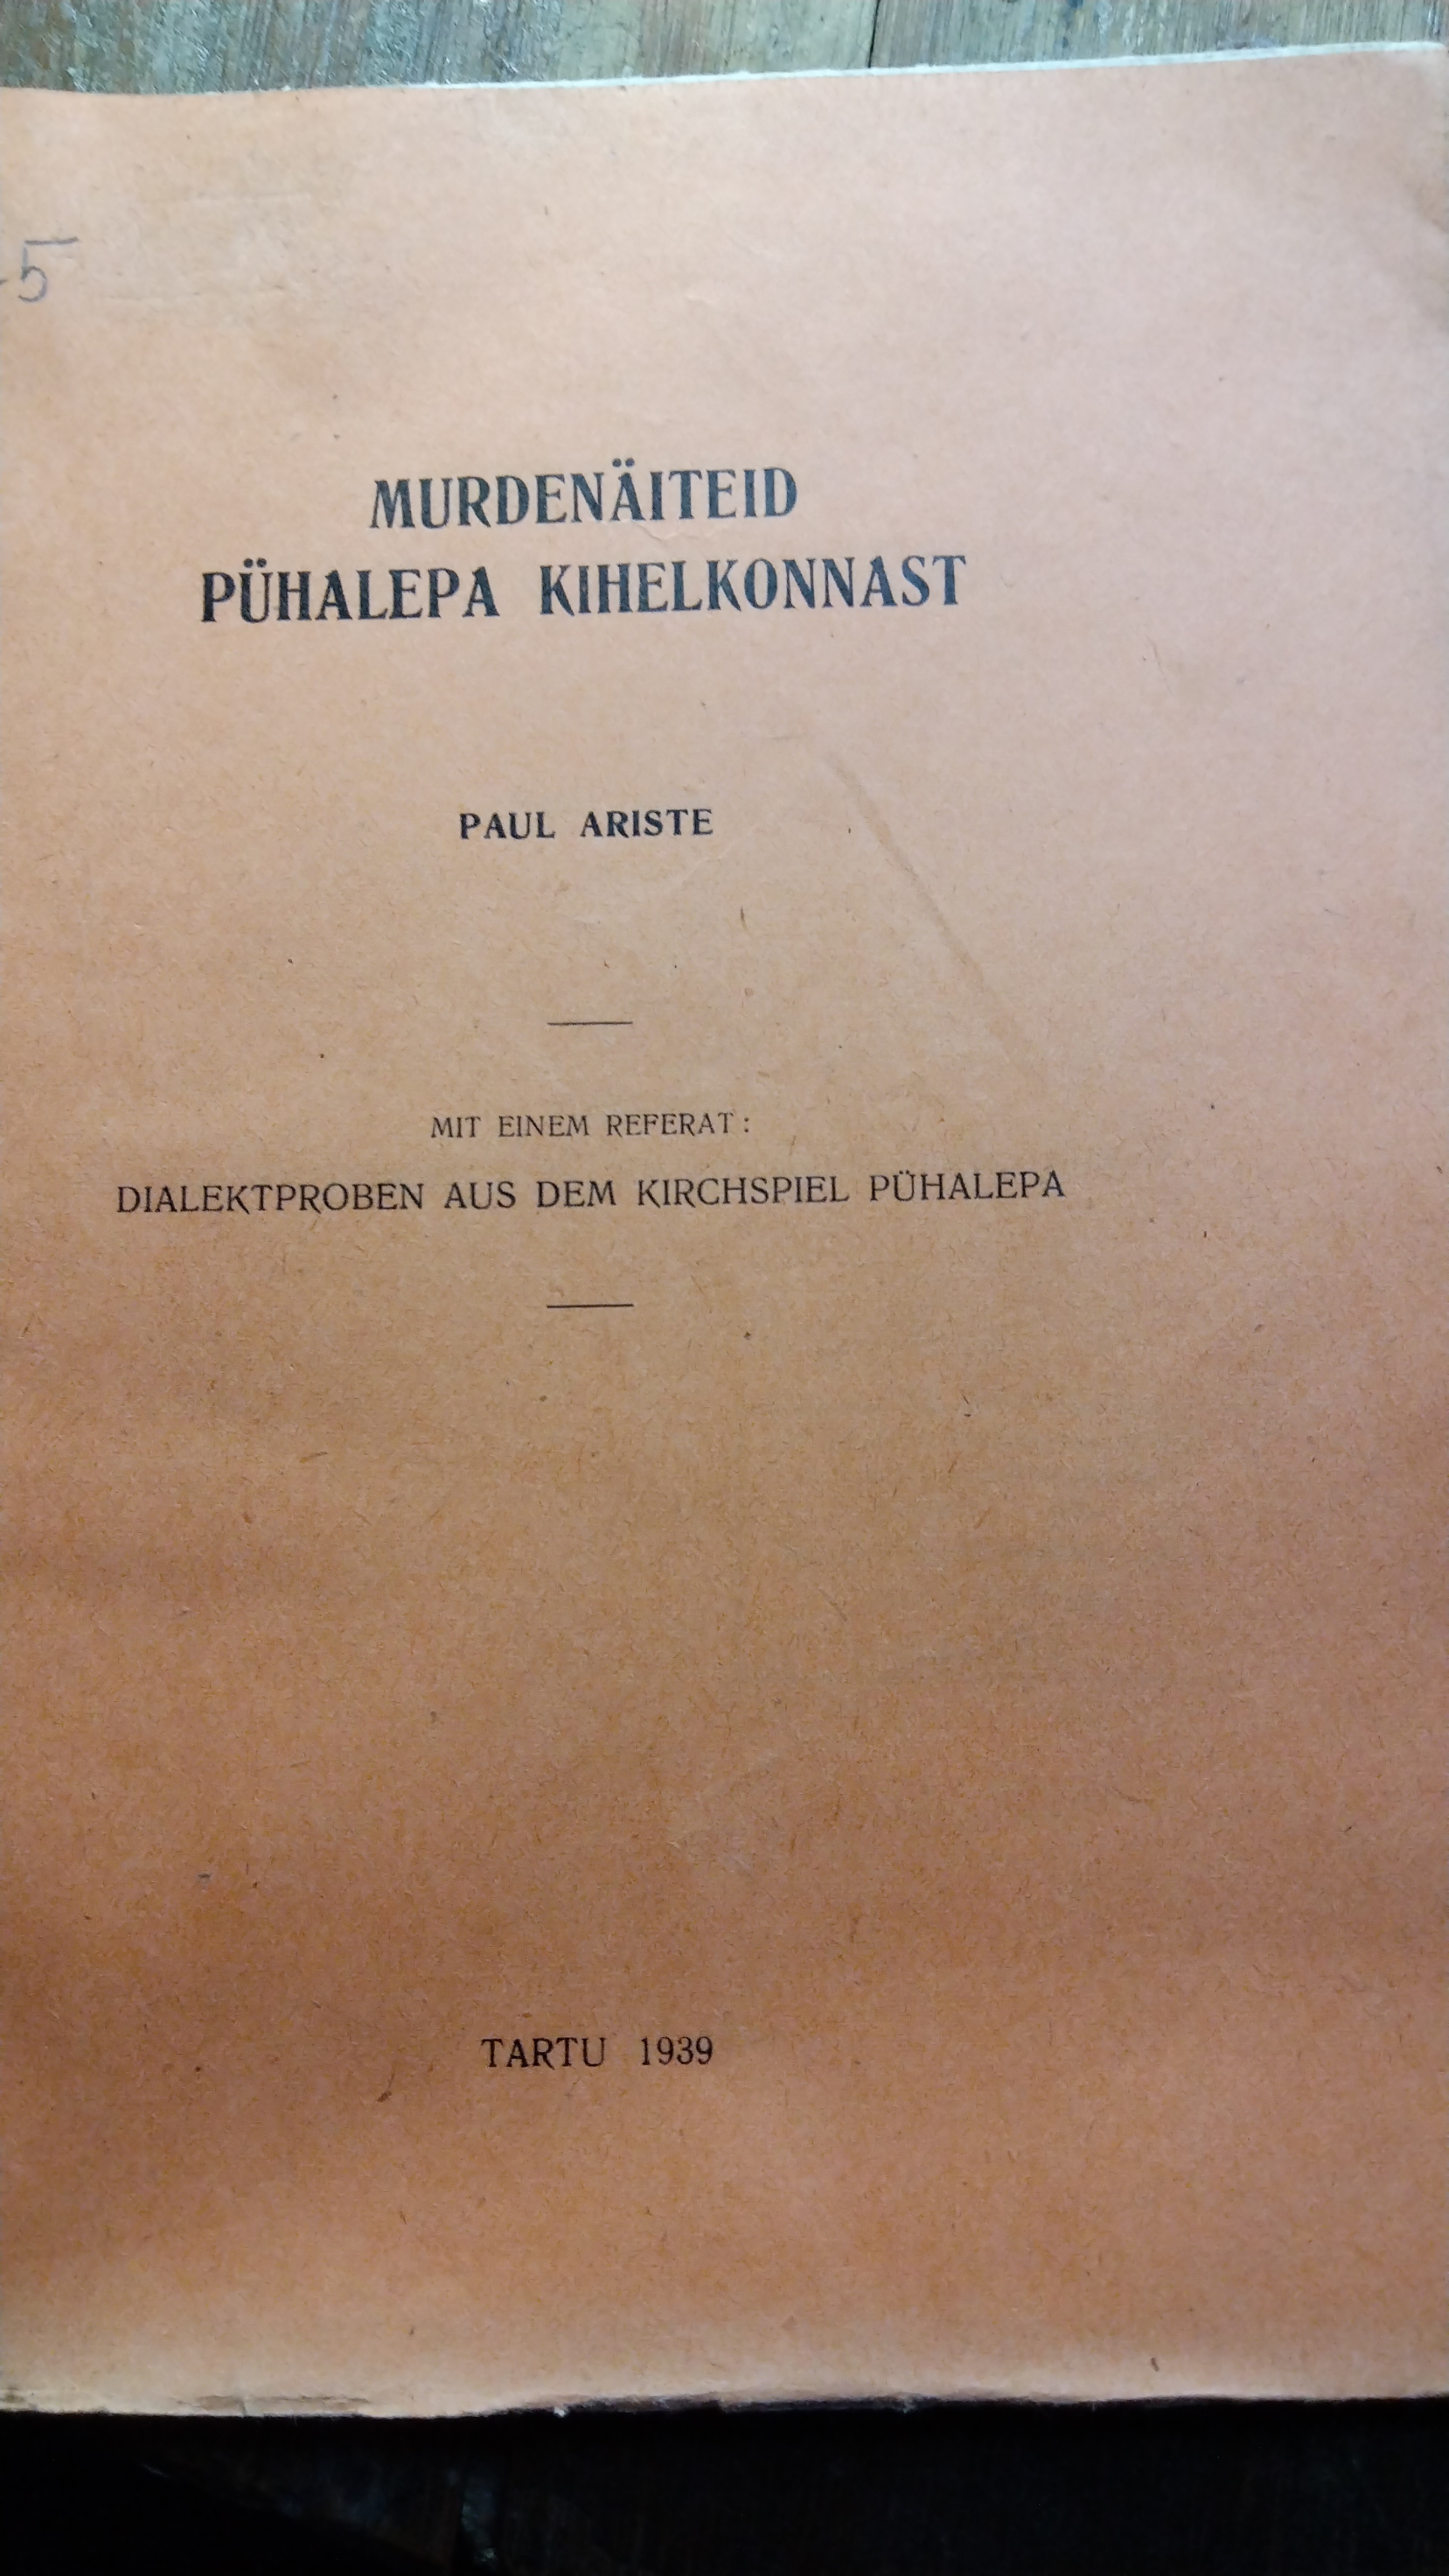 5
MURDENÄITEID
PÜHALEPA KIHELKONNAST
PAUL ARISTE
MIT EINEM REFERAT:
DIALEKTPROBEN AUS DEM KIRCHSPIEL PÜHALEPA
TARTU 1939